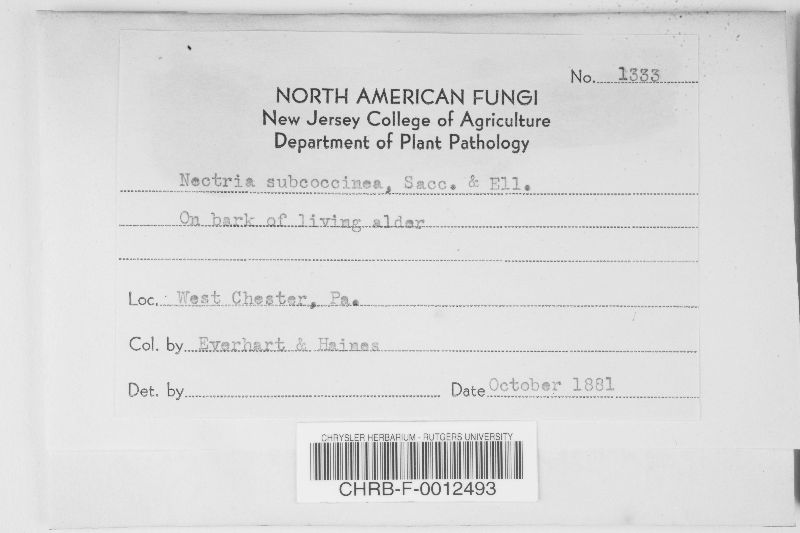 No. 1333
NORTH AMERICAN FUNGI
New Jersey College of Agriculture
Department of Plant Pathology
Nectria subcoccinea, Sacc. & Ell.
On bark of living alder
Loc. West Chester, Pa.
Col. by Everhart & Haines
Det. by Date October 1881
CHRYSLER HERBARIUM - RUTGERS UNIVERSITY
CHRB-F-0012493